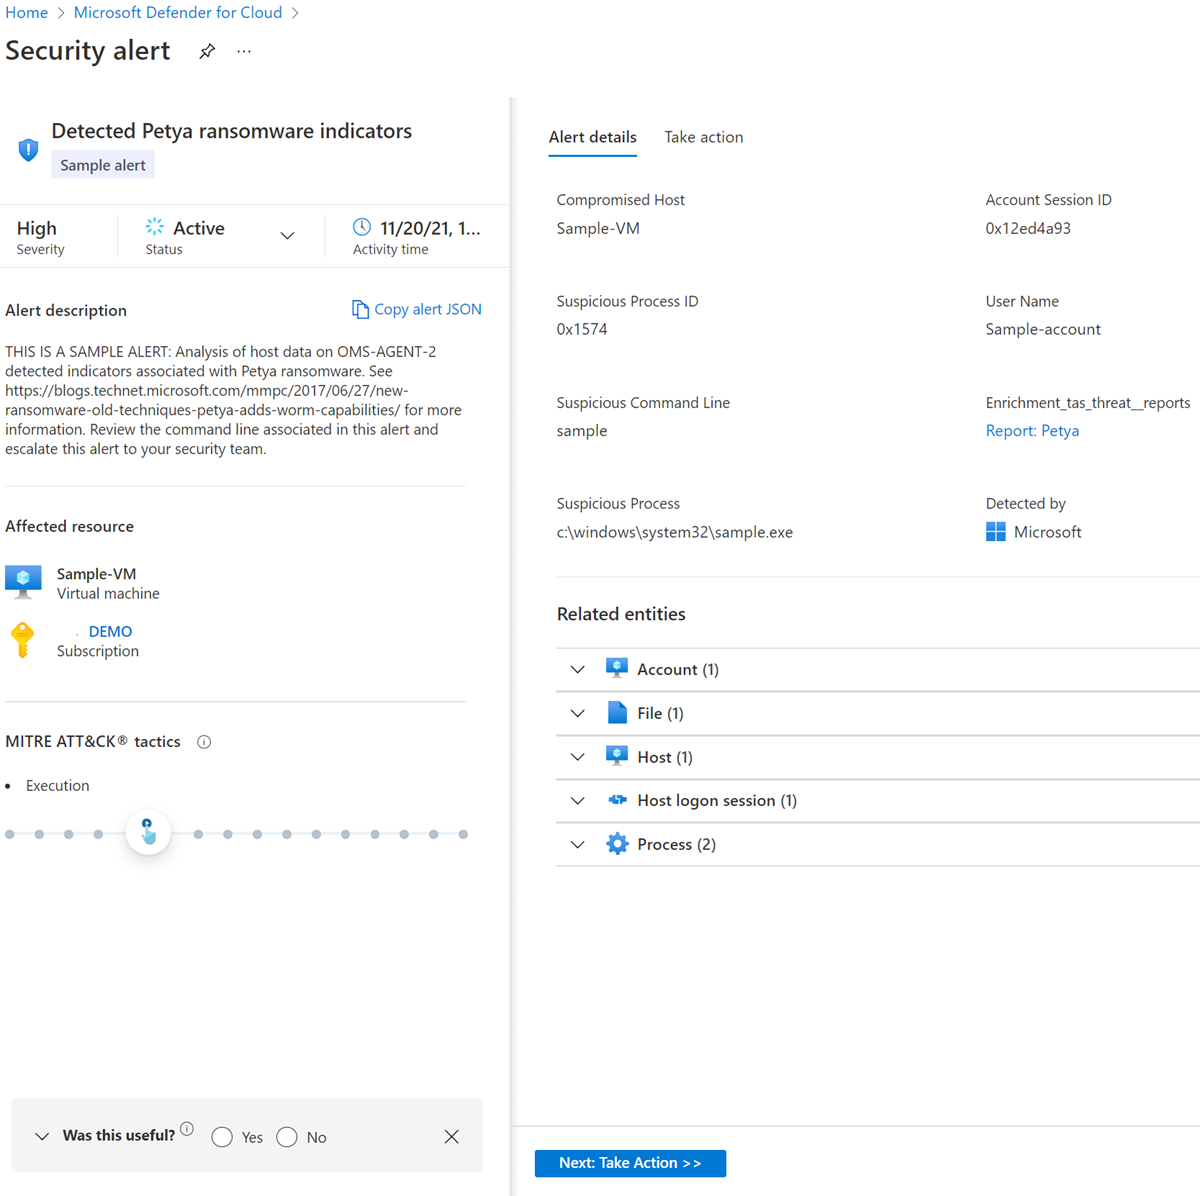 Home > Microsoft Defender for Cloud >
Security alert ...
Detected Petya ransomware indicators
Sample alert
High
Severity
Active
Status
11/20/21, 1...
Activity time
Alert description
Copy alert JSON
THIS IS A SAMPLE ALERT: Analysis of host data on OMS-AGENT-2
detected indicators associated with Petya ransomware. See
https://blogs.technet.microsoft.com/mmpc/2017/06/27/new-
ransomware-old-techniques-petya-adds-worm-capabilities/ for more
information. Review the command line associated in this alert and
escalate this alert to your security team.
Affected resource
Sample-VM
Virtual machine
DEMO
Subscription
MITRE ATT&CK® tactics
• Execution
Was this useful?
Yes
No
Alert details
Take action
Compromised Host
Sample-VM
Account Session ID
0x12ed4a93
Suspicious Process ID
0x1574
User Name
Sample-account
Suspicious Command Line
sample
Enrichment_tas_threat__reports
Report: Petya
Suspicious Process
c:\windows\system32\sample.exe
Detected by
Microsoft
Related entities
Account (1)
File (1)
Host (1)
Host logon session (1)
Process (2)
Next: Take Action >>